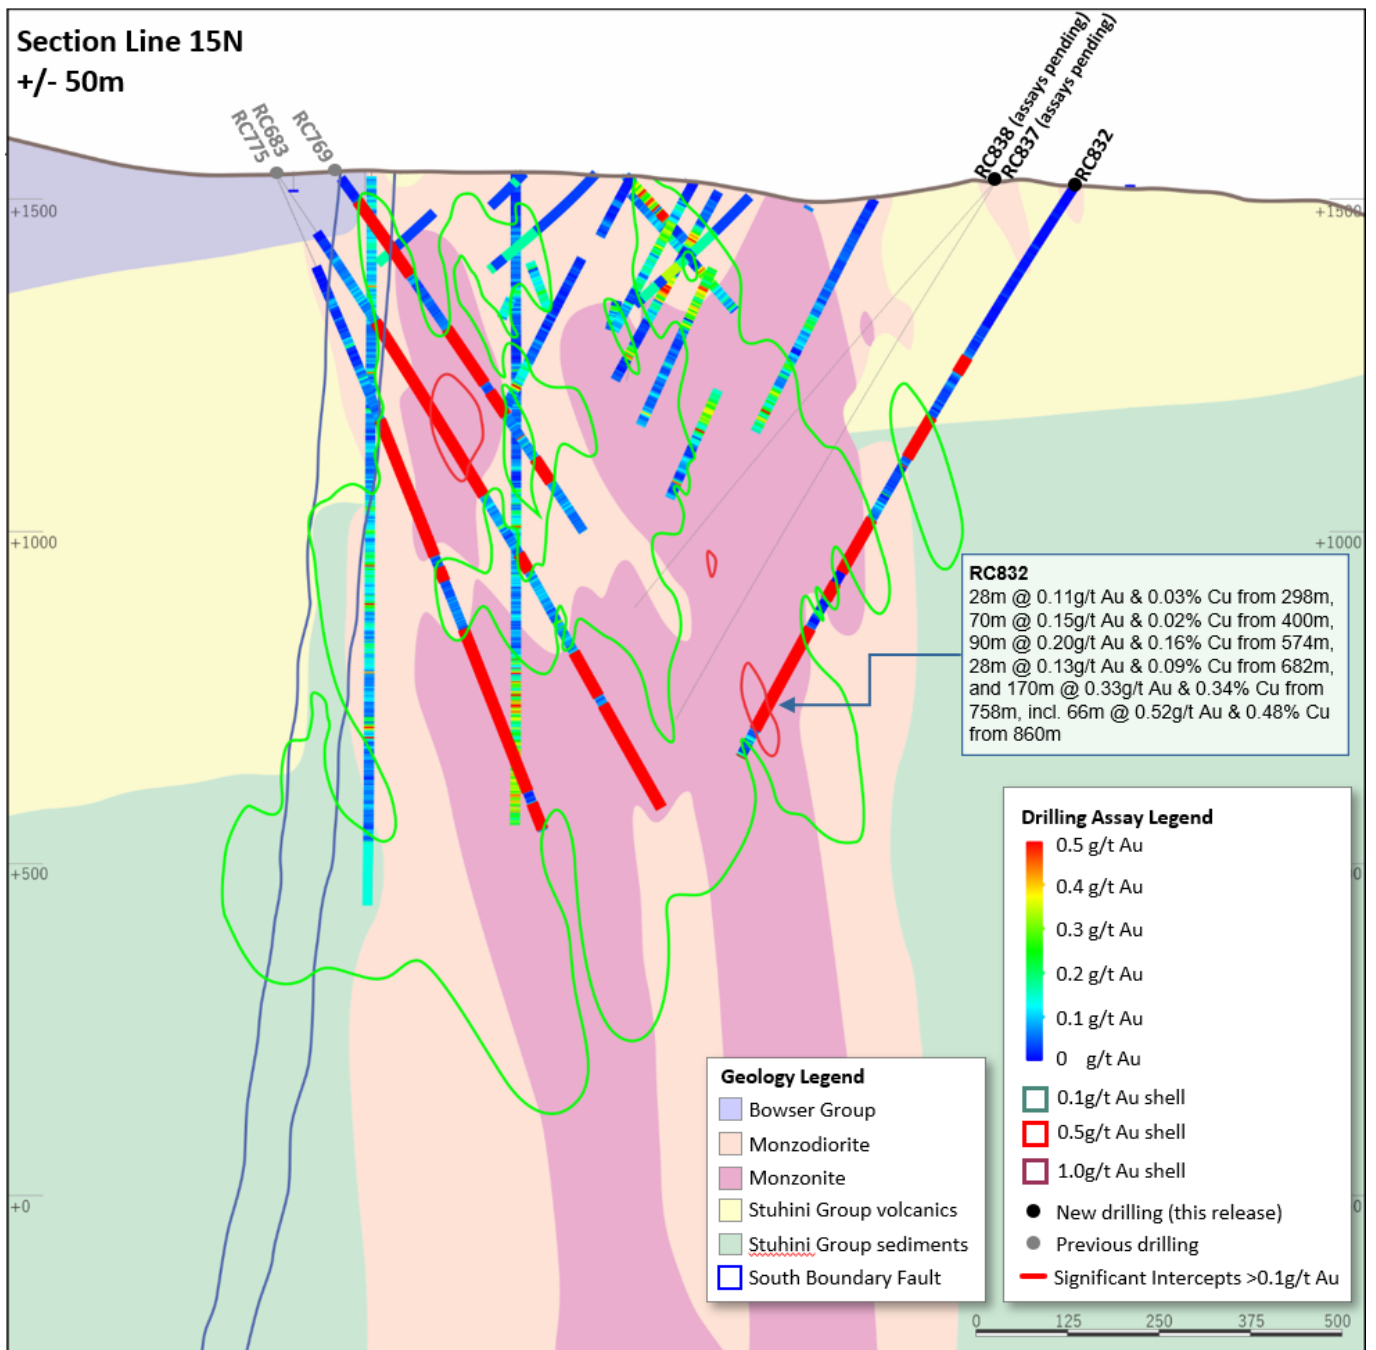 Section Line 15N
+/- 50m
RC775
RC683
RC769
RC838 (assays pending)
RC837 (assays pending)
RC832
+1500
+1500
+1000
+1000
RC832
28m @ 0.11g/t Au & 0.03% Cu from 298m,
70m @ 0.15g/t Au & 0.02% Cu from 400m,
90m @ 0.20g/t Au & 0.16% Cu from 574m,
28m @ 0.13g/t Au & 0.09% Cu from 682m,
and 170m @ 0.33g/t Au & 0.34% Cu from
758m, incl. 66m @ 0.52g/t Au & 0.48% Cu
from 860m
+500
0
Drilling Assay Legend
0.5 g/t Au
0.4 g/t Au
0.3 g/t Au
0.2 g/t Au
0.1 g/t Au
0 g/t Au
0.1g/t Au shell
0.5g/t Au shell
1.0g/t Au shell
New drilling (this release)
Previous drilling
Significant Intercepts >0.1g/t Au
Geology Legend
Bowser Group
Monzodiorite
Monzonite
Stuhini Group volcanics
Stuhini Group sediments
South Boundary Fault
+0
0
0 125 250 375 500